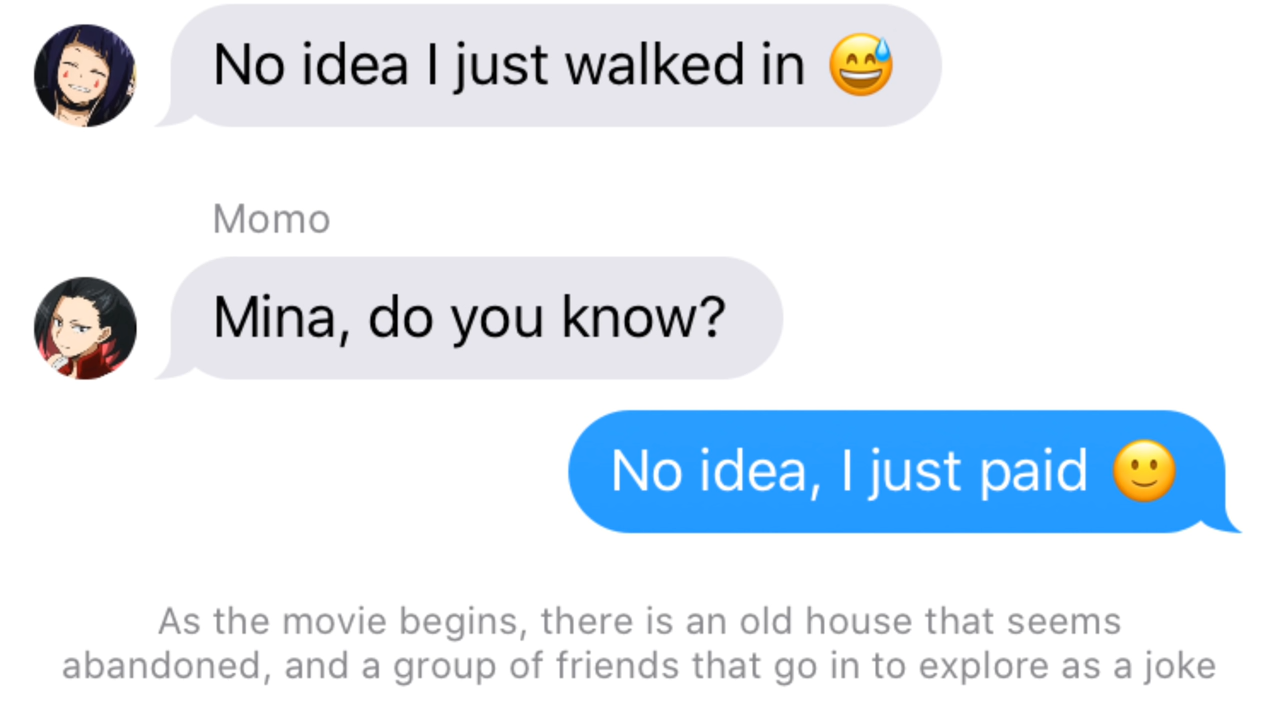 No idea I just walked in 😅
Momo
Mina, do you know?
No idea, I just paid 🙂
As the movie begins, there is an old house that seems
abandoned, and a group of friends that go in to explore as a joke